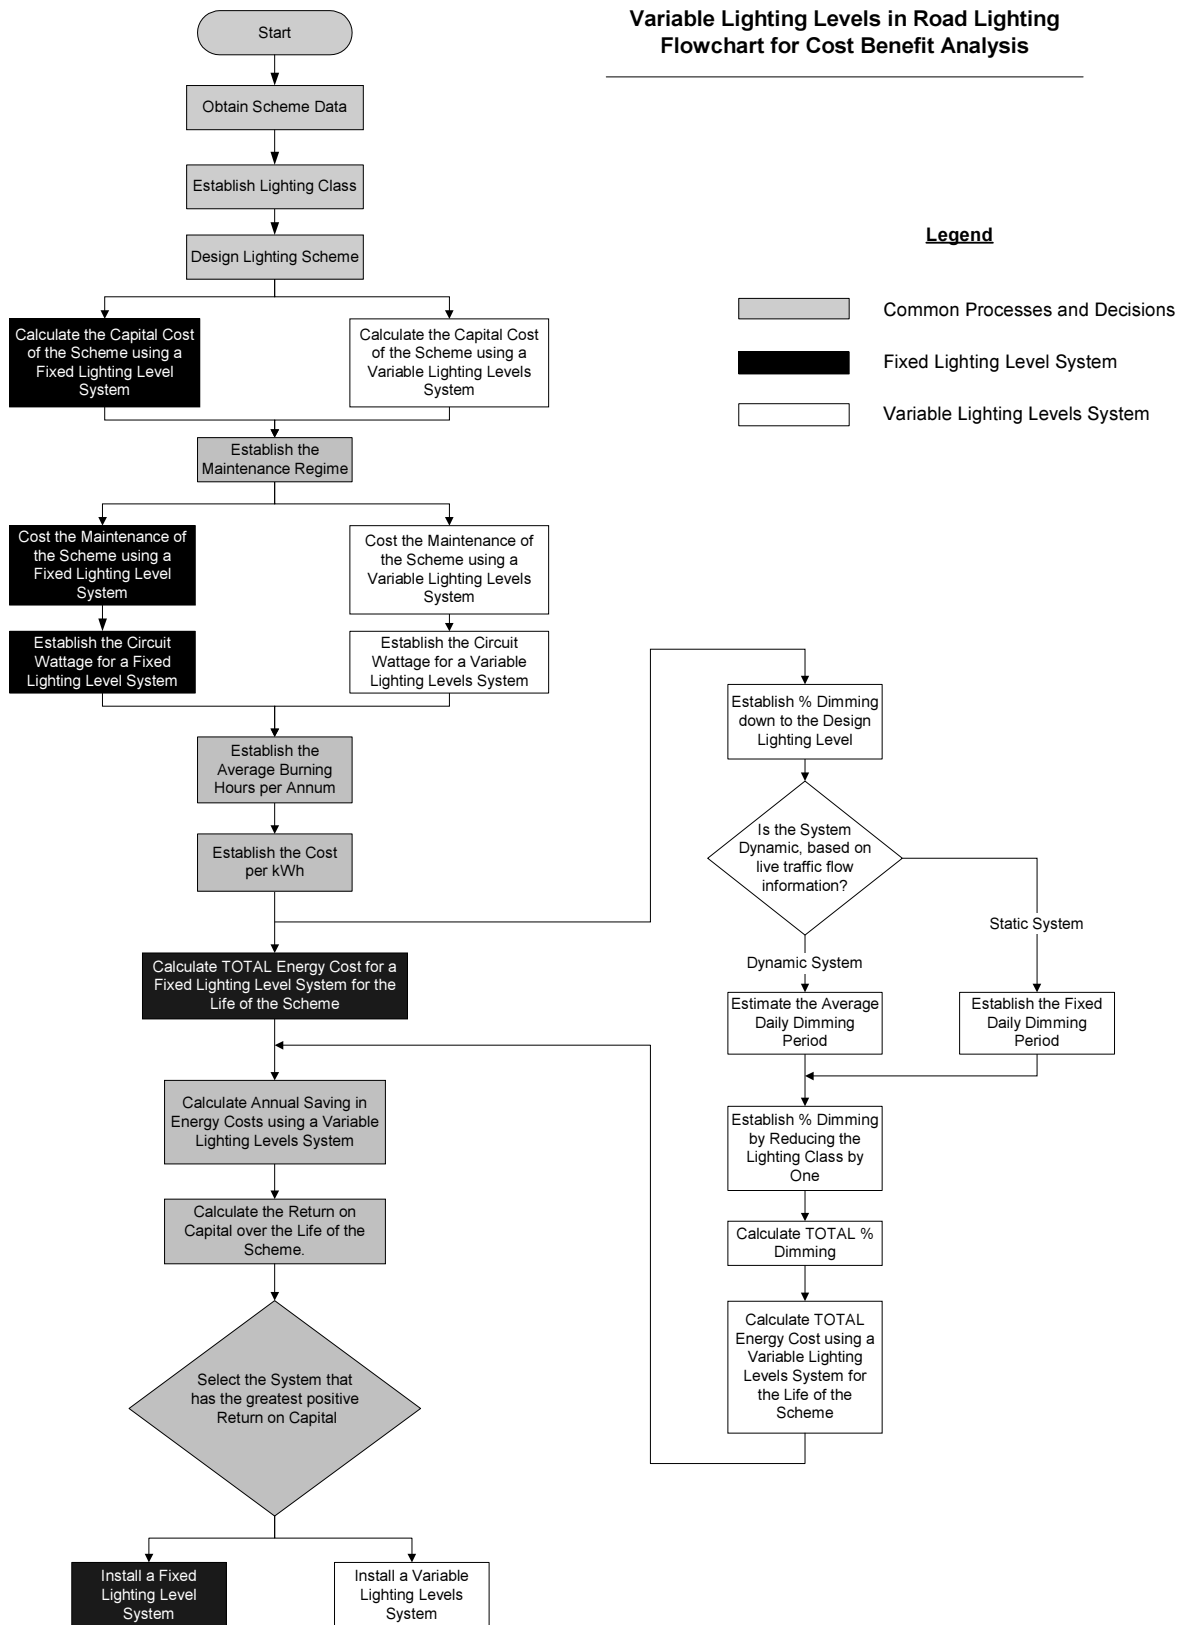 Variable Lighting Levels in Road Lighting
Flowchart for Cost Benefit Analysis
Start
Obtain Scheme Data
Establish Lighting Class
Design Lighting Scheme
Calculate the Capital Cost
of the Scheme using a
Fixed Lighting Level
System
Calculate the Capital Cost
of the Scheme using a
Variable Lighting Levels
System
Legend
Common Processes and Decisions
Fixed Lighting Level System
Variable Lighting Levels System
Establish the
Maintenance Regime
Cost the Maintenance of
the Scheme using a
Fixed Lighting Level
System
Cost the Maintenance of
the Scheme using a
Variable Lighting Levels
System
Establish the Circuit
Wattage for a Fixed
Lighting Level System
Establish the Circuit
Wattage for a Variable
Lighting Levels System
Establish the
Average Burning
Hours per Annum
Establish the Cost
per kWh
Calculate TOTAL Energy Cost for a
Fixed Lighting Level System for the
Life of the Scheme
Establish % Dimming
down to the Design
Lighting Level
Is the System
Dynamic, based on
live traffic flow
information?
Static System
Dynamic System
Estimate the Average
Daily Dimming
Period
Establish the Fixed
Daily Dimming
Period
Establish % Dimming
by Reducing the
Lighting Class by
One
Calculate TOTAL %
Dimming
Calculate TOTAL
Energy Cost using a
Variable Lighting
Levels System for
the Life of the
Scheme
Calculate Annual Saving in
Energy Costs using a Variable
Lighting Levels System
Calculate the Return on
Capital over the Life of the
Scheme.
Select the System that
has the greatest positive
Return on Capital
Install a Fixed
Lighting Level
System
Install a Variable
Lighting Levels
System